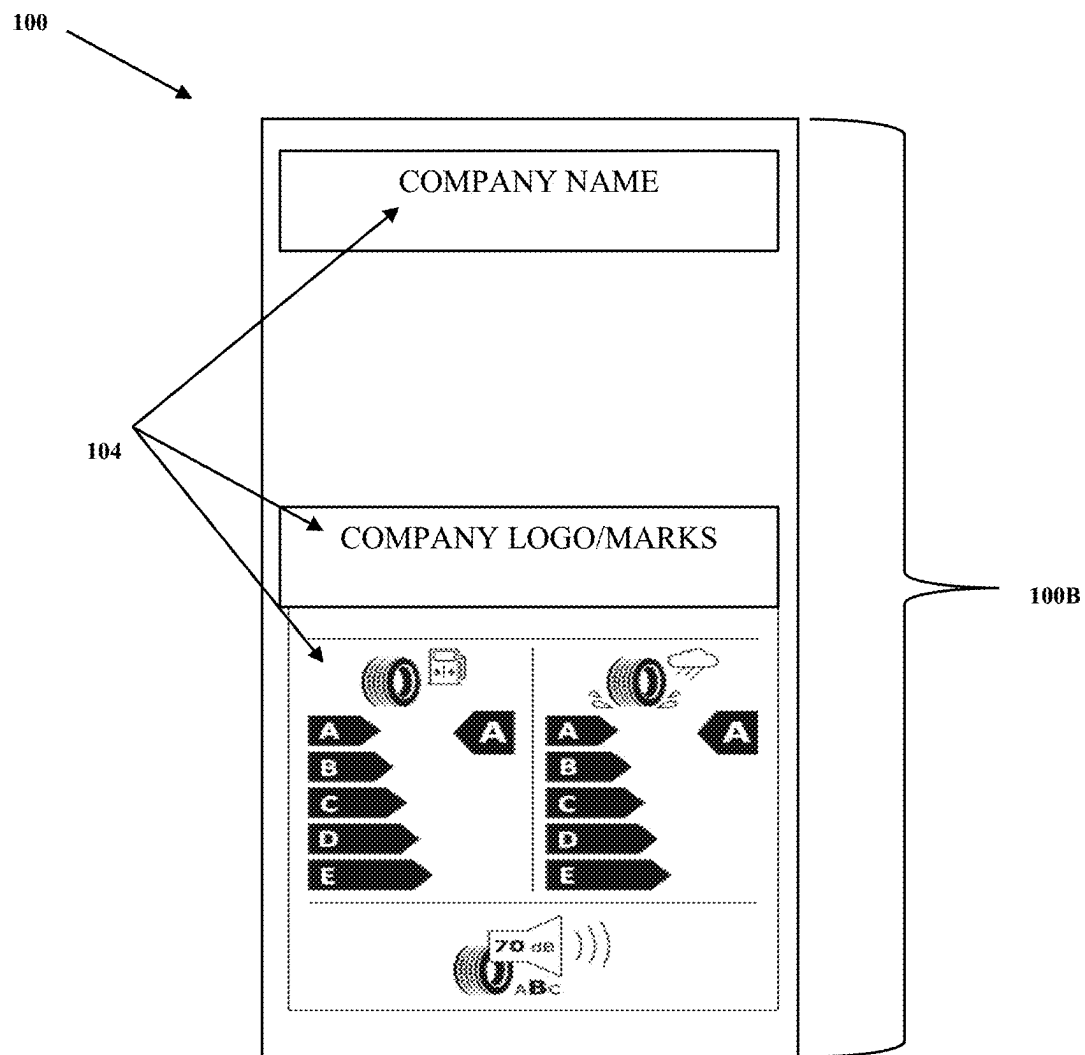 100
COMPANY NAME
104
COMPANY LOGO/MARKS
100B
A A
B
C
D
E
A A
B
C
D
E
70 dB
ABC